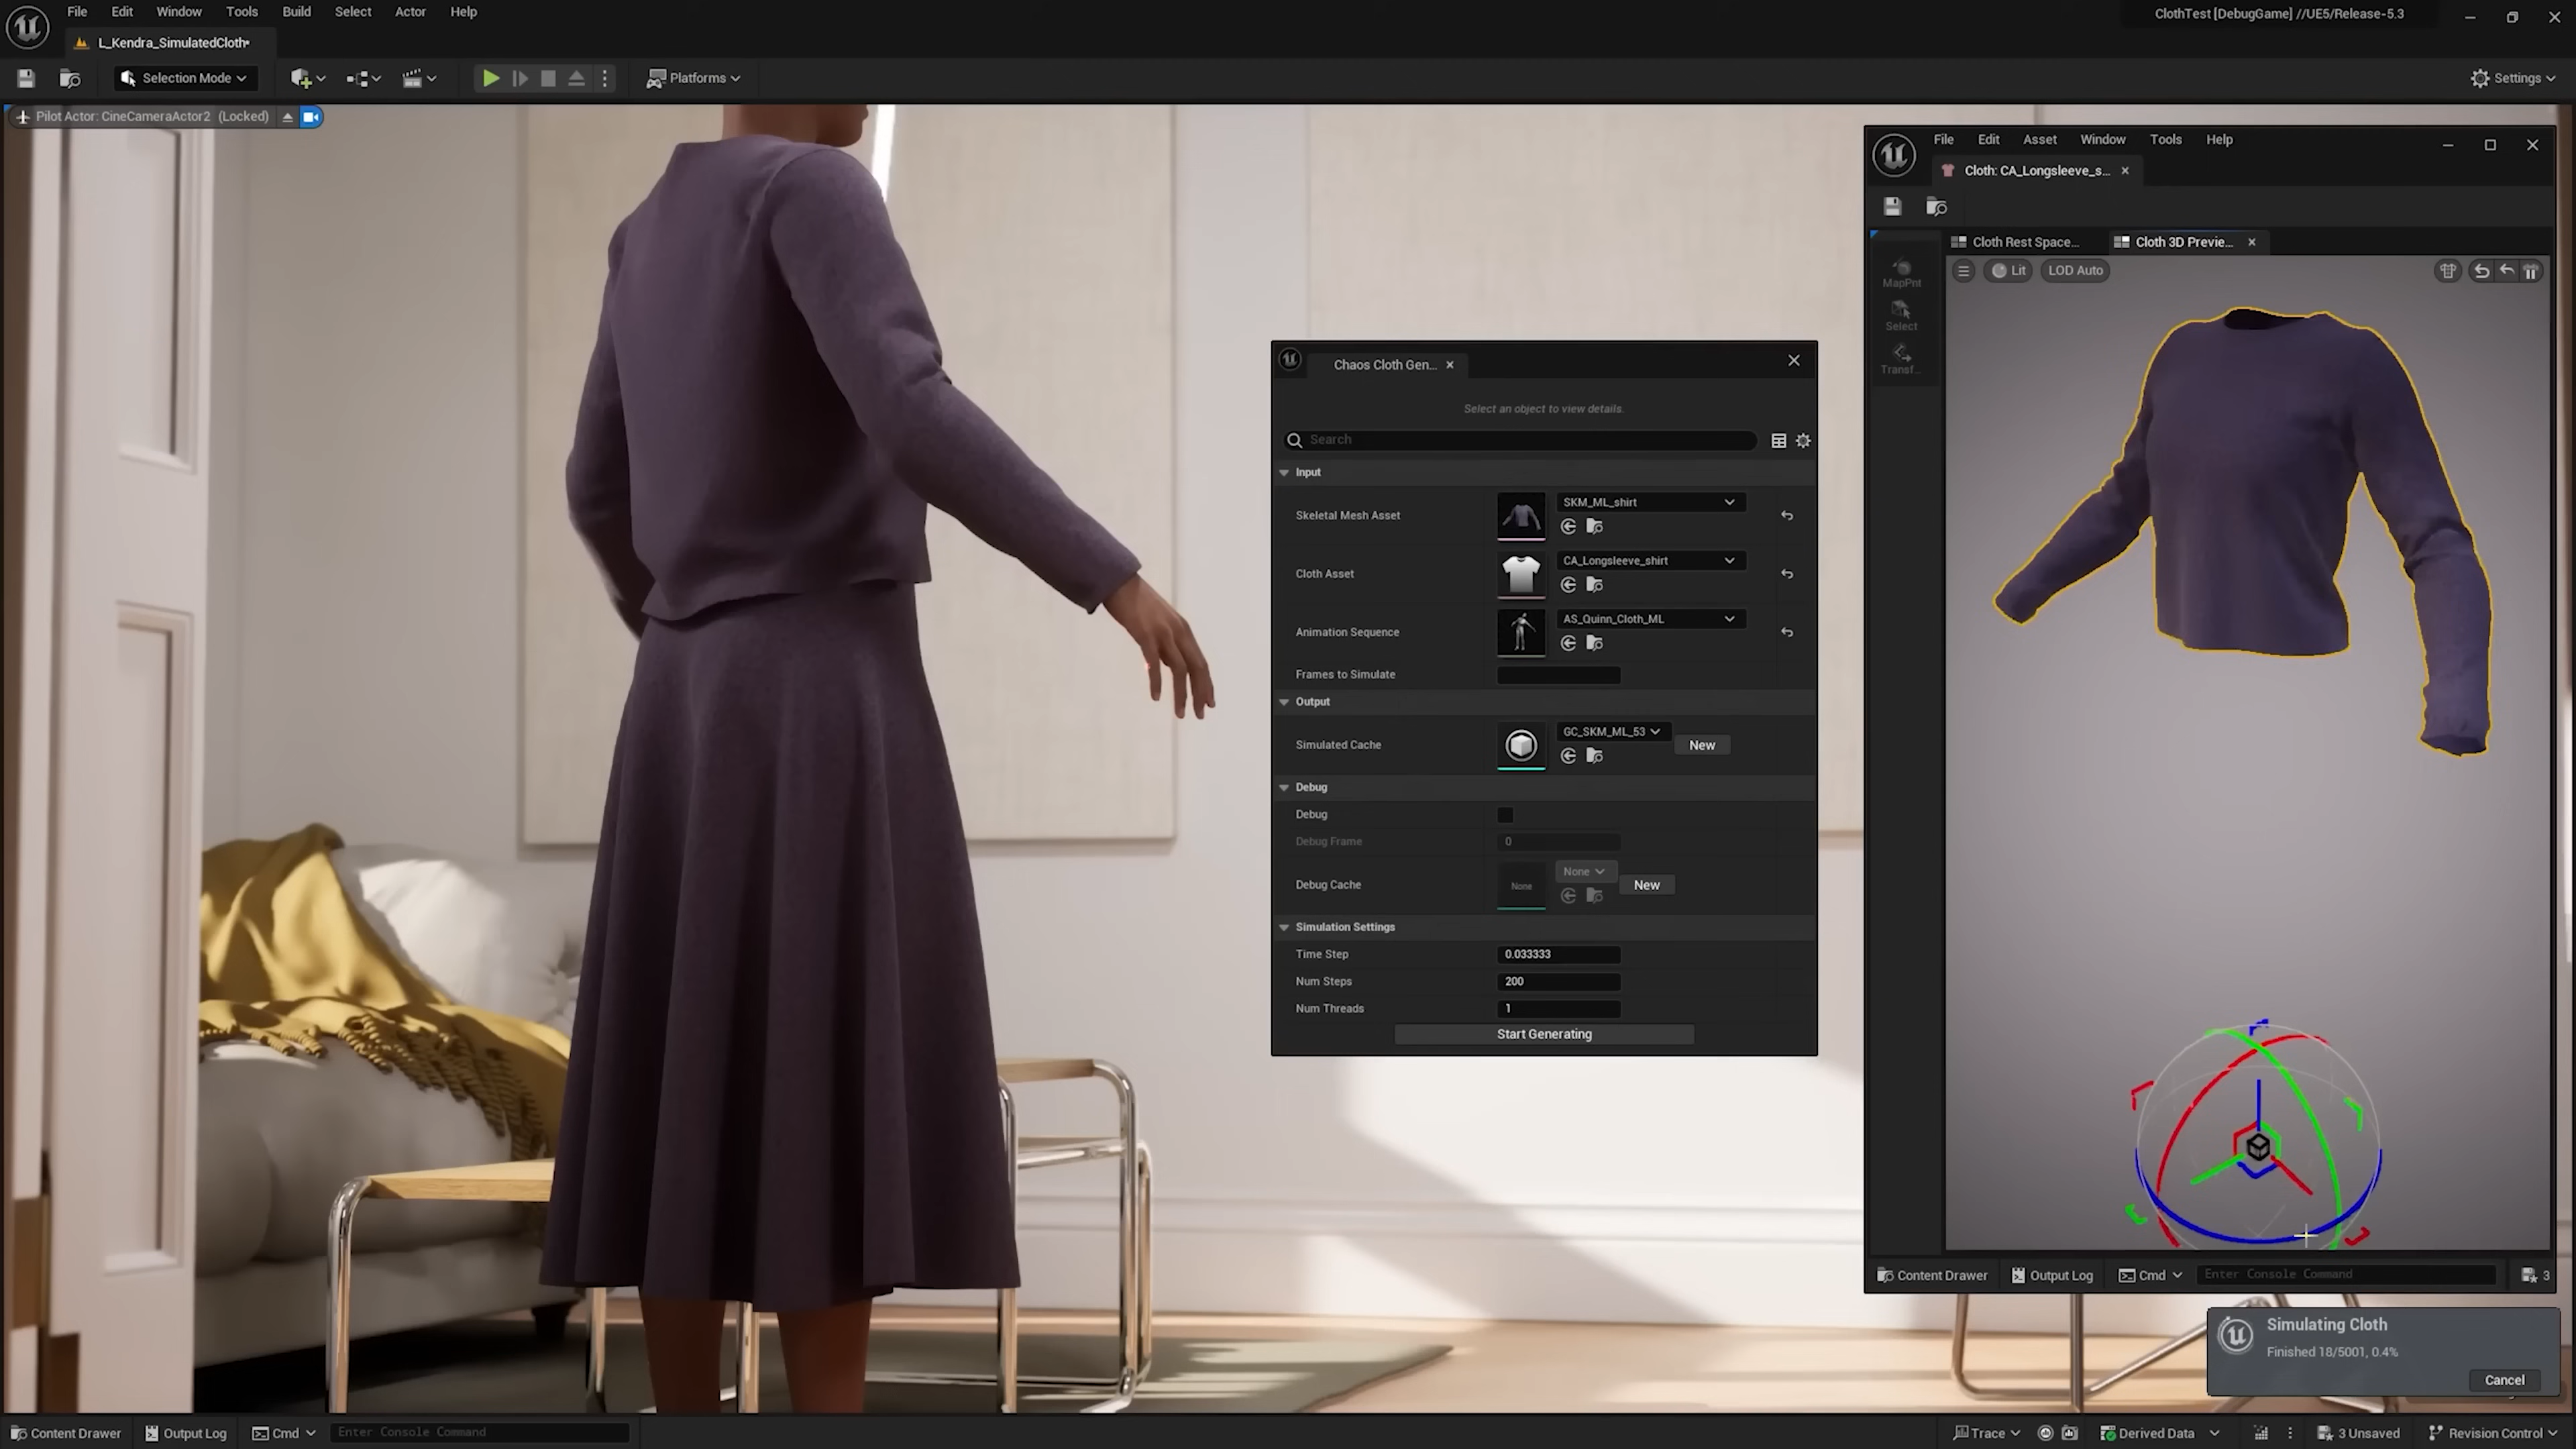 File Edit Window Tools Build Select Actor Help
ClothTest [DebugGame] //UE5/Release-5.3
L_Kendra_SimulatedCloth•
Selection Mode
Platforms
Settings
Pilot Actor: CineCameraActor2 (Locked)
File Edit Asset Window Tools Help
Cloth: CA_Longsleeve_s...
Cloth Rest Space...
Cloth 3D Previe...
Lit
LOD Auto
MapPnt
Select
Transf...
Chaos Cloth Gen...
Select an object to view details.
Search
Input
Skeletal Mesh Asset
SKM_ML_shirt
Cloth Asset
CA_Longsleeve_shirt
Animation Sequence
AS_Quinn_Cloth_ML
Frames to Simulate
Output
Simulated Cache
GC_SKM_ML_53
New
Debug
Debug
Debug Frame
0
Debug Cache
None
None
New
Simulation Settings
Time Step
0.033333
Num Steps
200
Num Threads
1
Start Generating
Content Drawer
Output Log
Cmd
Enter Console Command
3
Simulating Cloth
Finished 18/5001, 0.4%
Cancel
Content Drawer
Output Log
Cmd
Enter Console Command
Trace
Derived Data
3 Unsaved
Revision Control